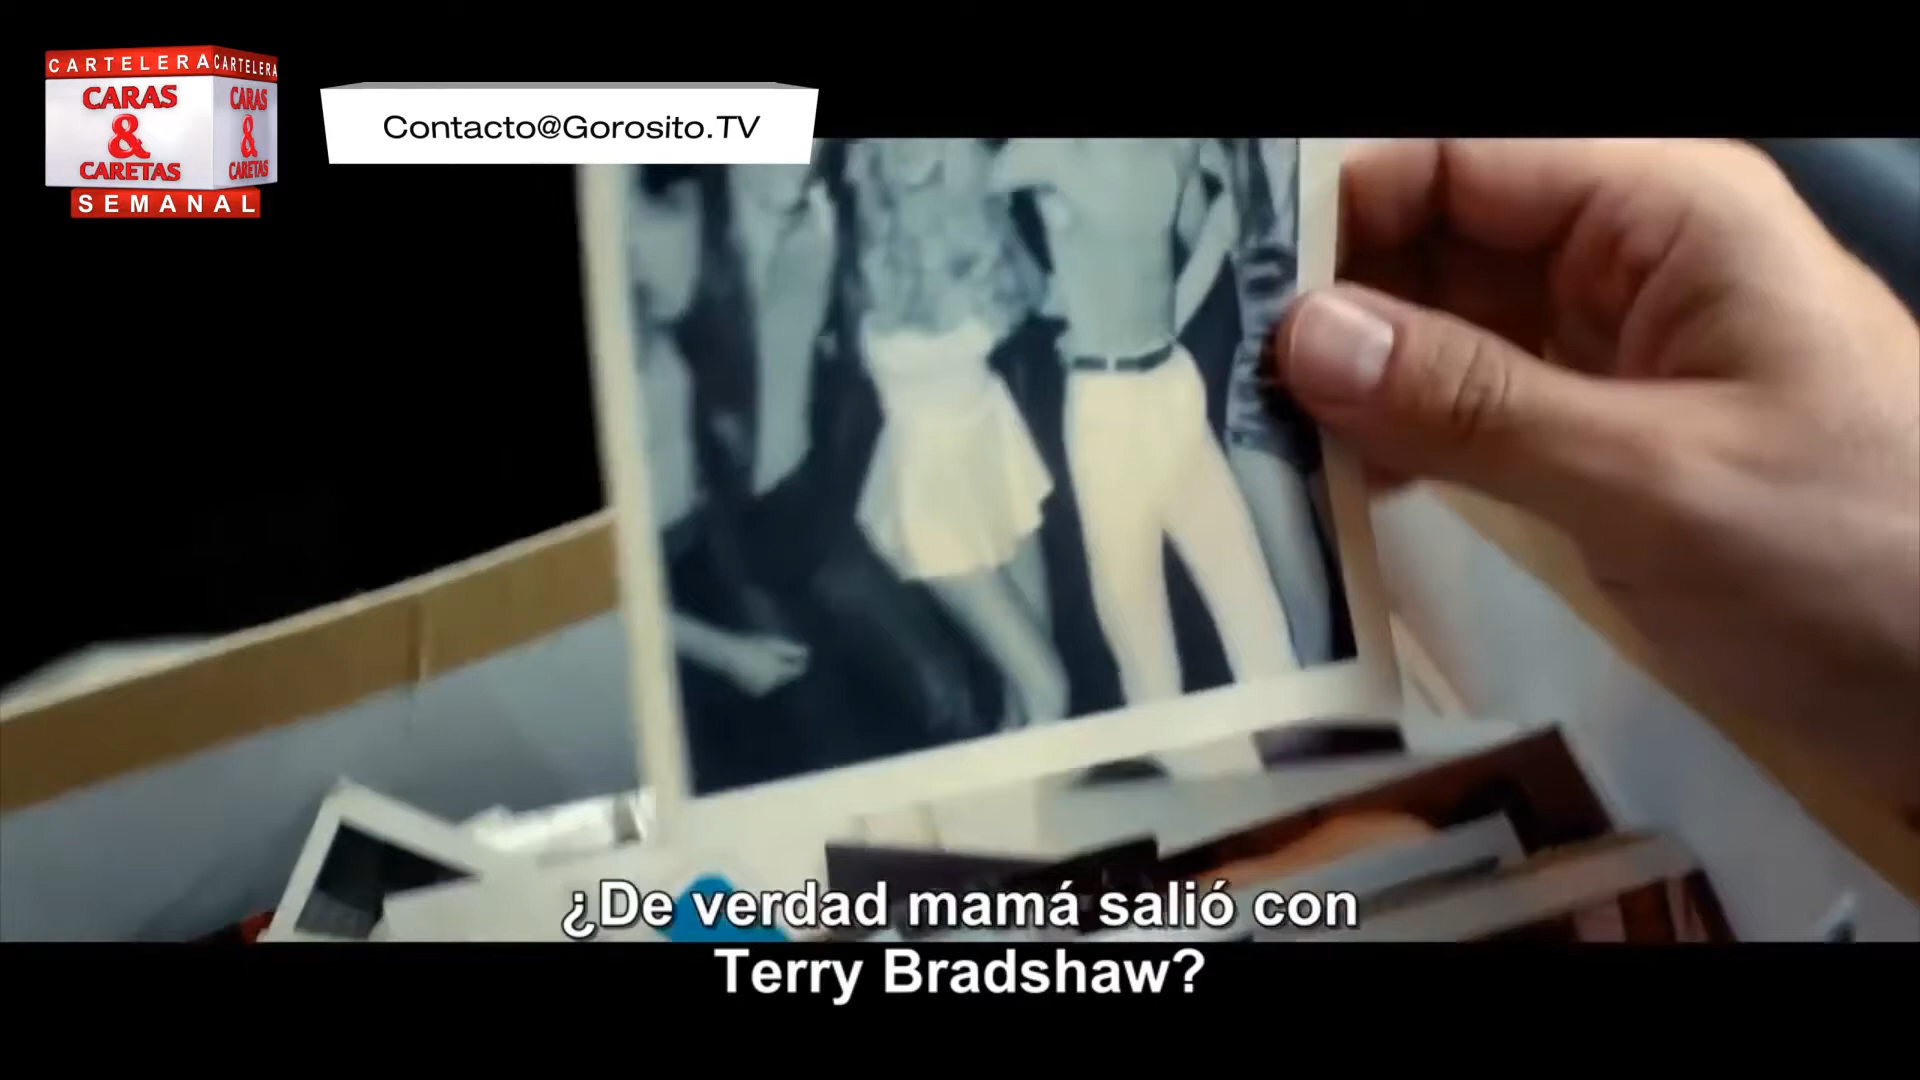 CARTELERA CARTELERA
CARAS CARAS
& &
CARETAS CARETAS
SEMANAL
Contacto@Gorosito.TV
¿De verdad mamá salió con
Terry Bradshaw?